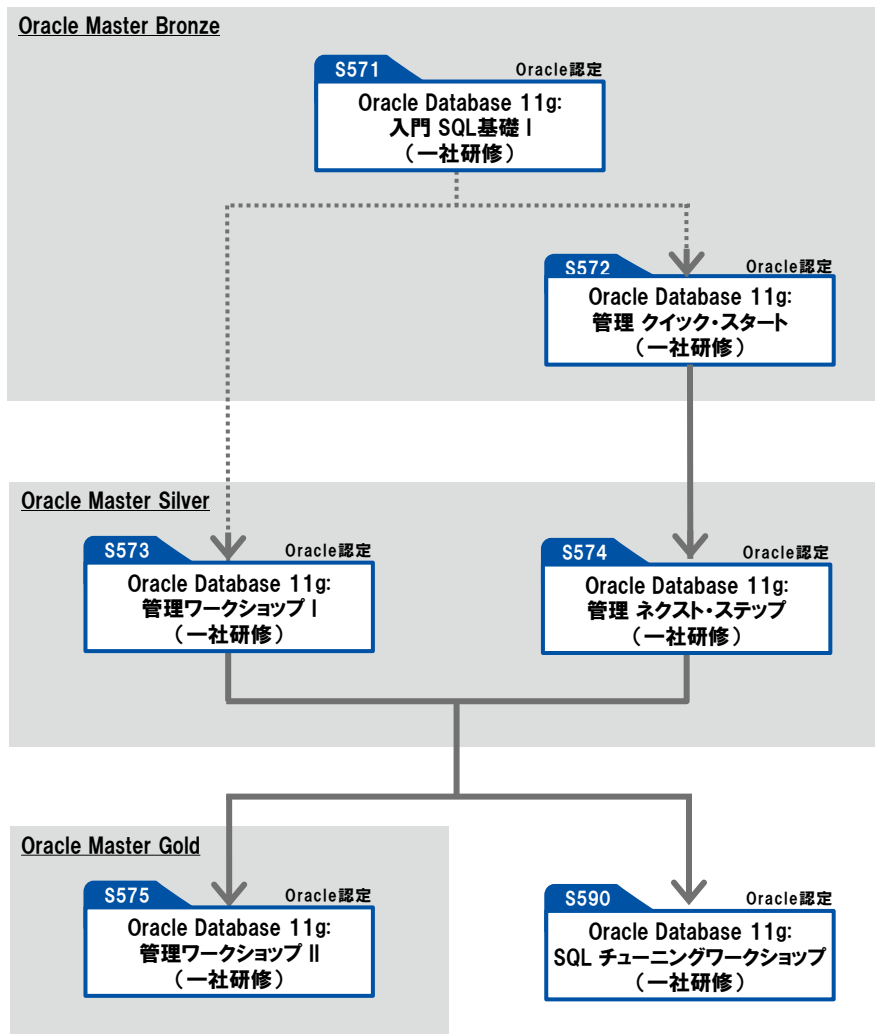 Oracle Master Bronze
S571
Oracle認定
Oracle Database 11g:
入門 SQL基礎 I
（一社研修）
S572
Oracle認定
Oracle Database 11g:
管理 クイック・スタート
（一社研修）
Oracle Master Silver
S573
Oracle認定
Oracle Database 11g:
管理ワークショップ I
（一社研修）
S574
Oracle認定
Oracle Database 11g:
管理 ネクスト・ステップ
（一社研修）
Oracle Master Gold
S575
Oracle認定
Oracle Database 11g:
管理ワークショップ II
（一社研修）
S590
Oracle認定
Oracle Database 11g:
SQL チューニングワークショップ
（一社研修）